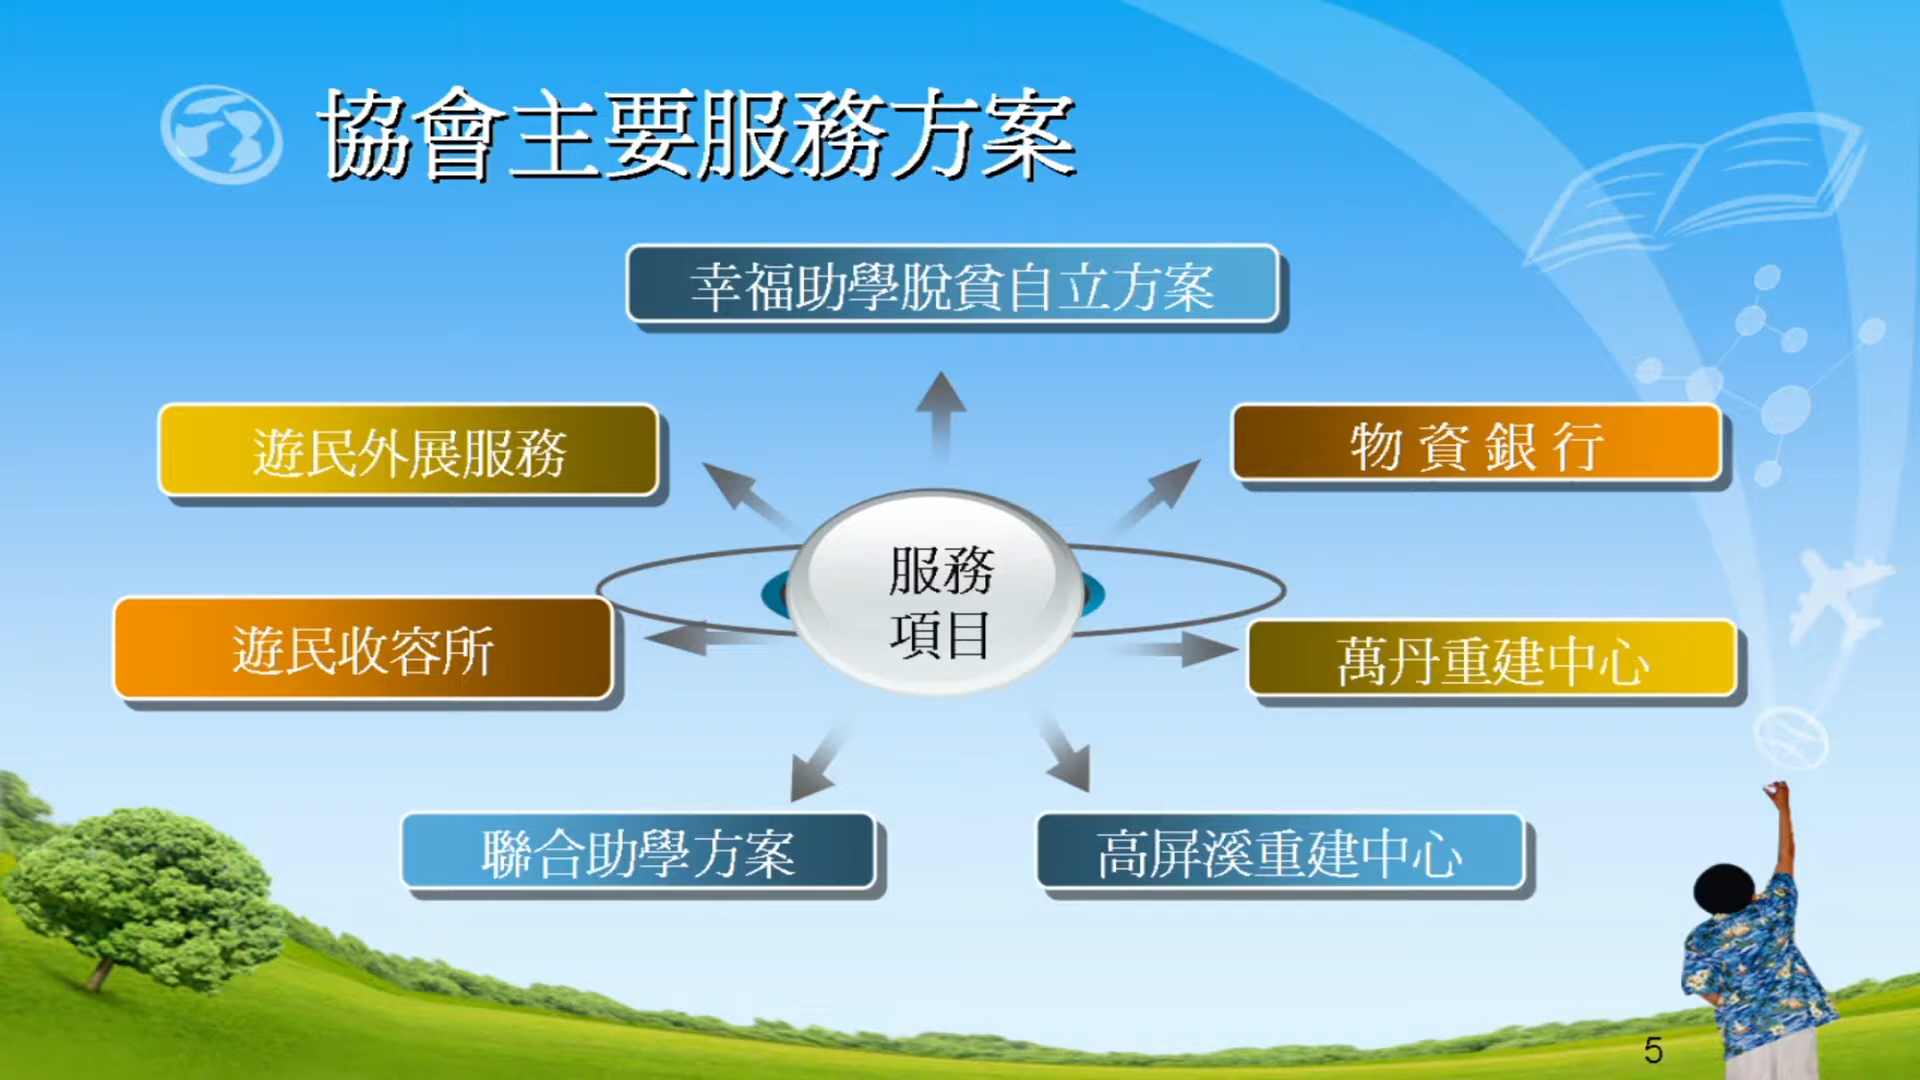 協會主要服務方案
幸福助學脫貧自立方案
遊民外展服務
物資銀行
服務
項目
遊民收容所
萬丹重建中心
聯合助學方案
高屏溪重建中心
5